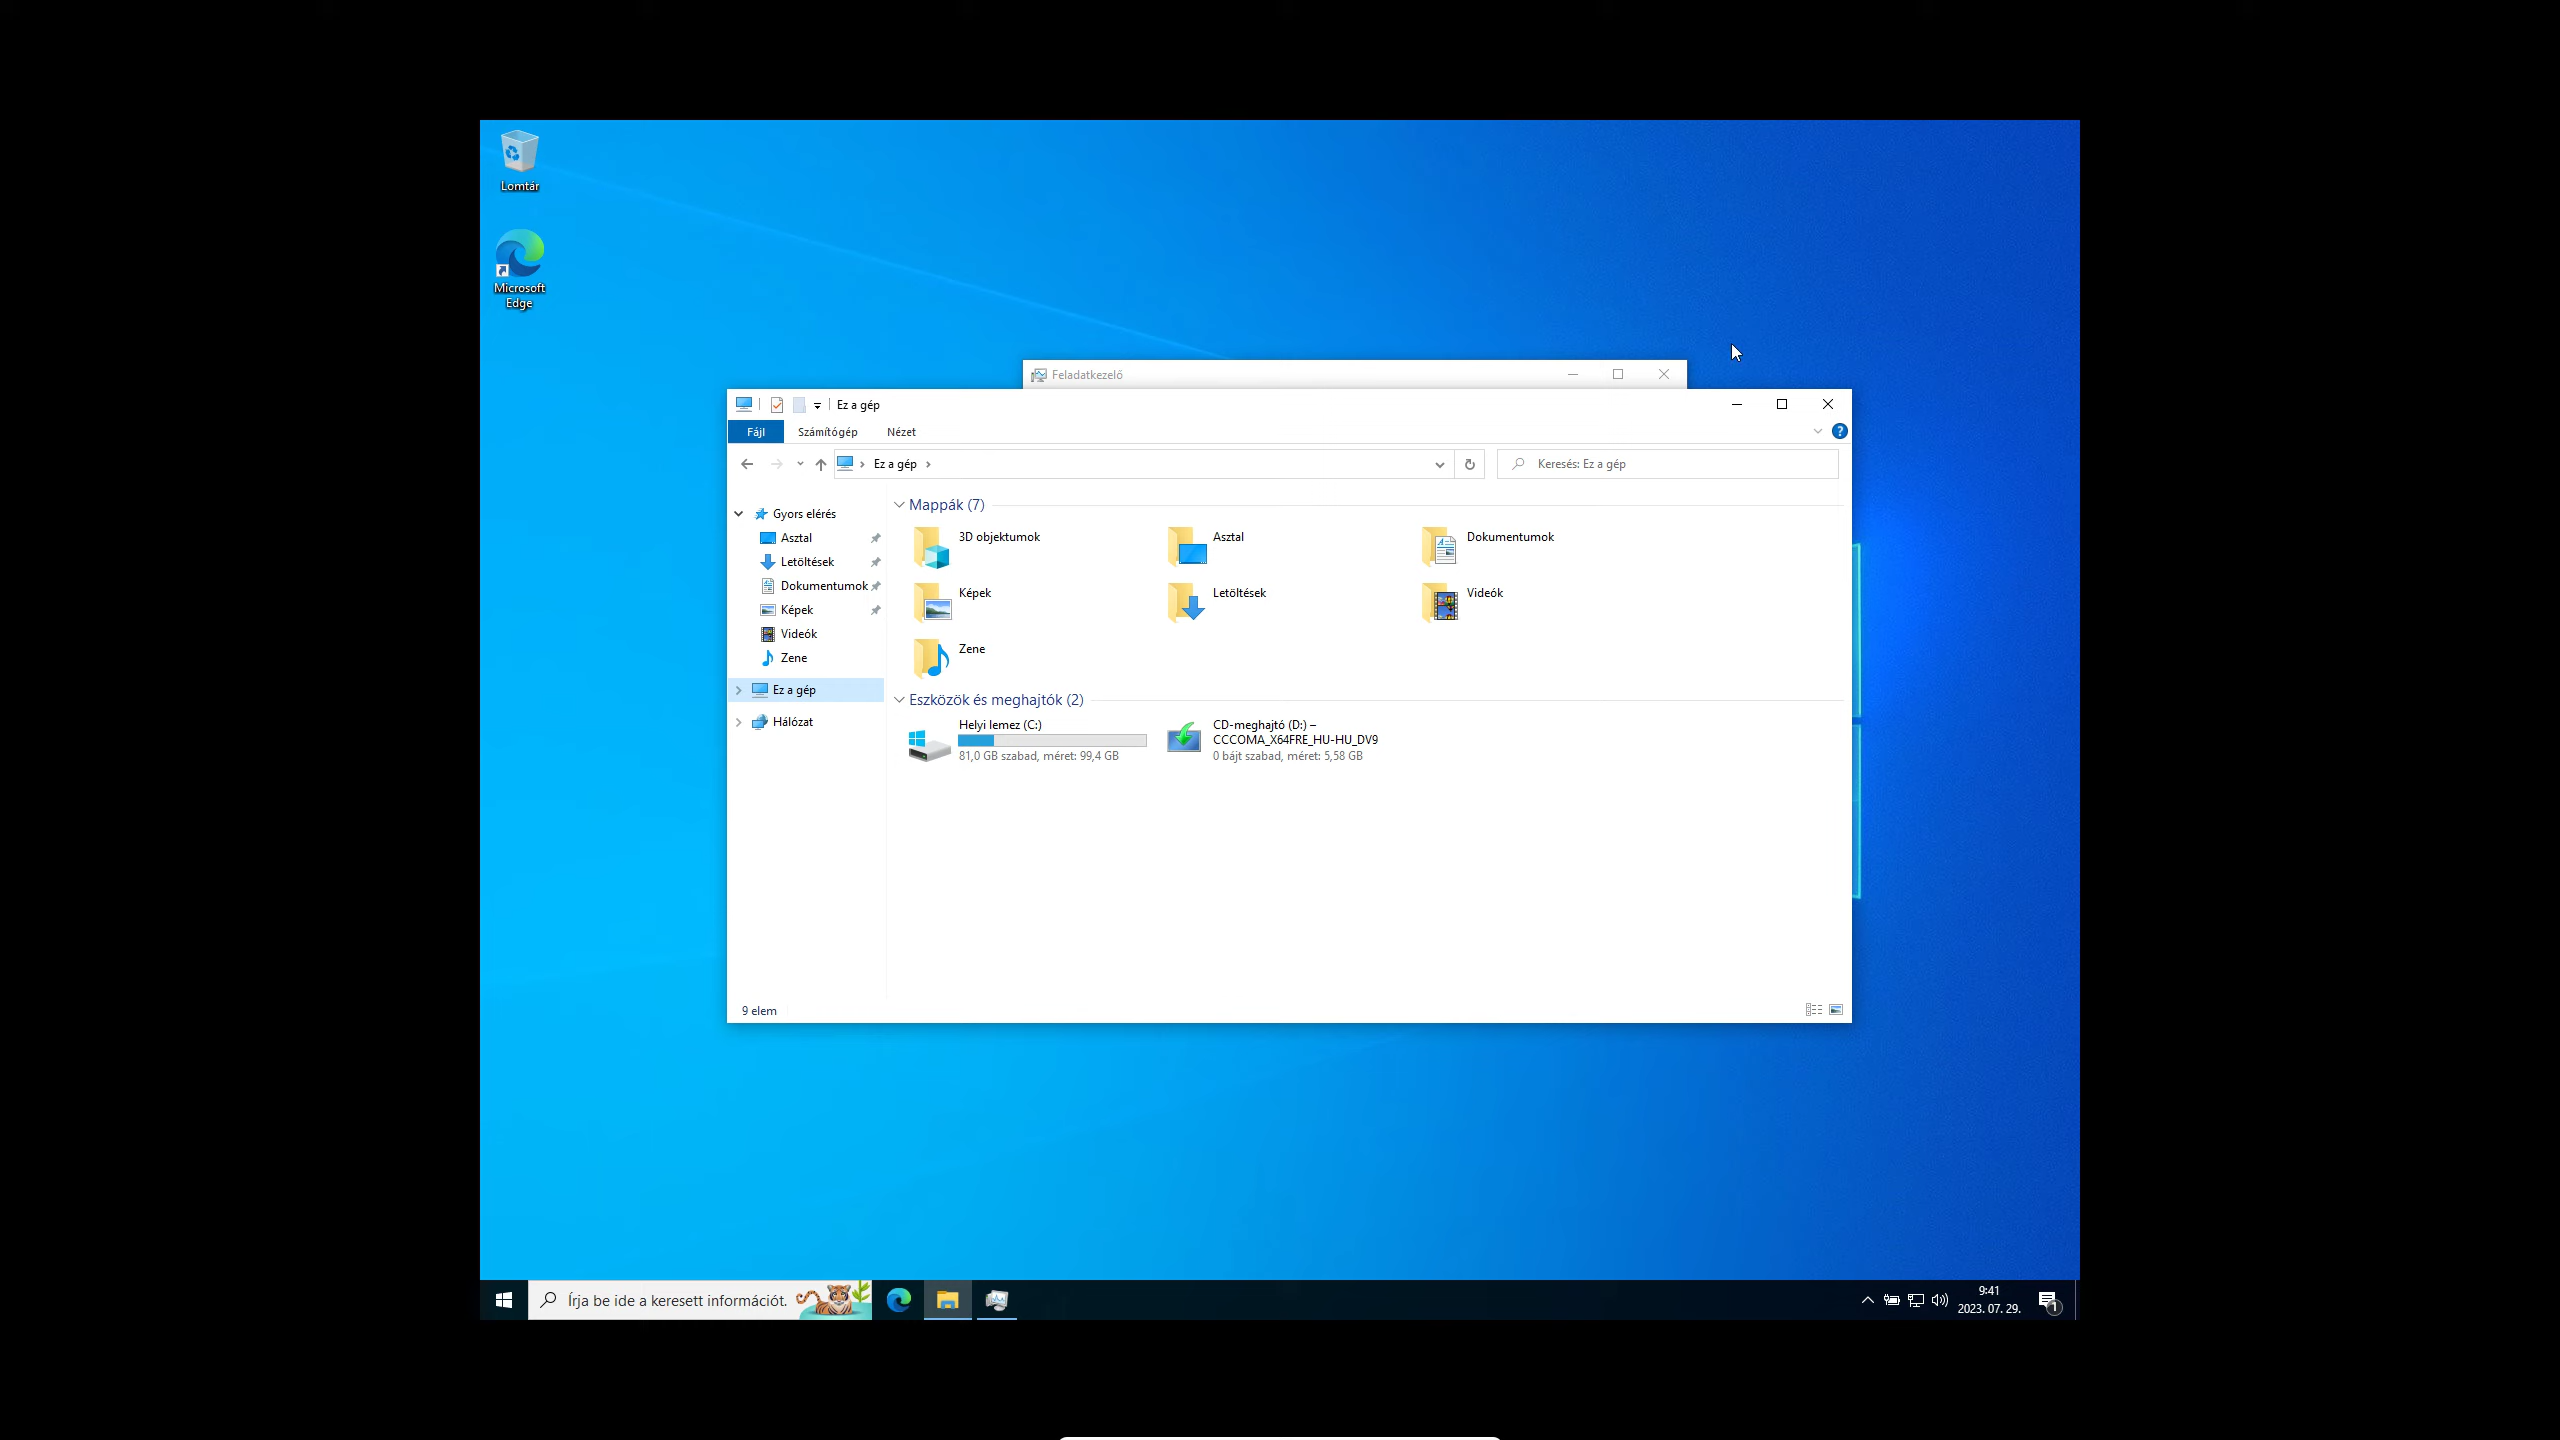 Lomtár
Microsoft
Edge
Feladatkezelő
Ez a gép
Fájl
Számítógép
Nézet
Ez a gép
Keresés: Ez a gép
Gyors elérés
Asztal
Letöltések
Dokumentumok
Képek
Videók
Zene
Ez a gép
Hálózat
Mappák (7)
3D objektumok
Asztal
Dokumentumok
Képek
Letöltések
Videók
Zene
Eszközök és meghajtók (2)
Helyi lemez (C:)
81,0 GB szabad, méret: 99,4 GB
CD-meghajtó (D:) –
CCCOMA_X64FRE_HU-HU_DV9
0 bájt szabad, méret: 5,58 GB
9 elem
Írja be ide a keresett információt.
9:41
2023. 07. 29.
1